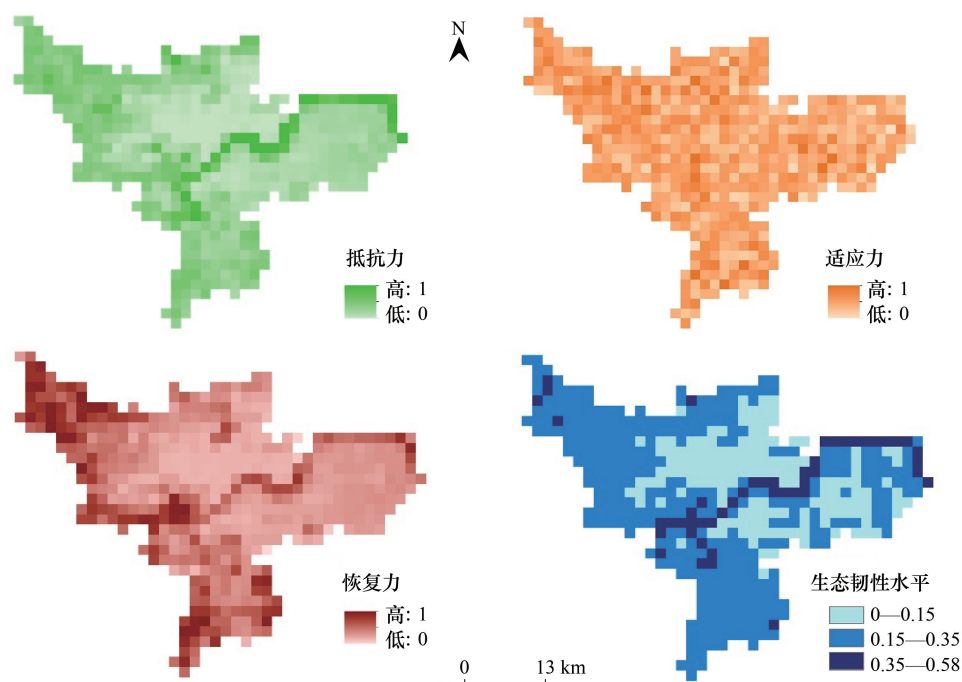 N
抵抗力
高: 1
低: 0
适应力
高: 1
低: 0
恢复力
高: 1
低: 0
生态韧性水平
0—0.15
0.15—0.35
0.35—0.58
0 13 km